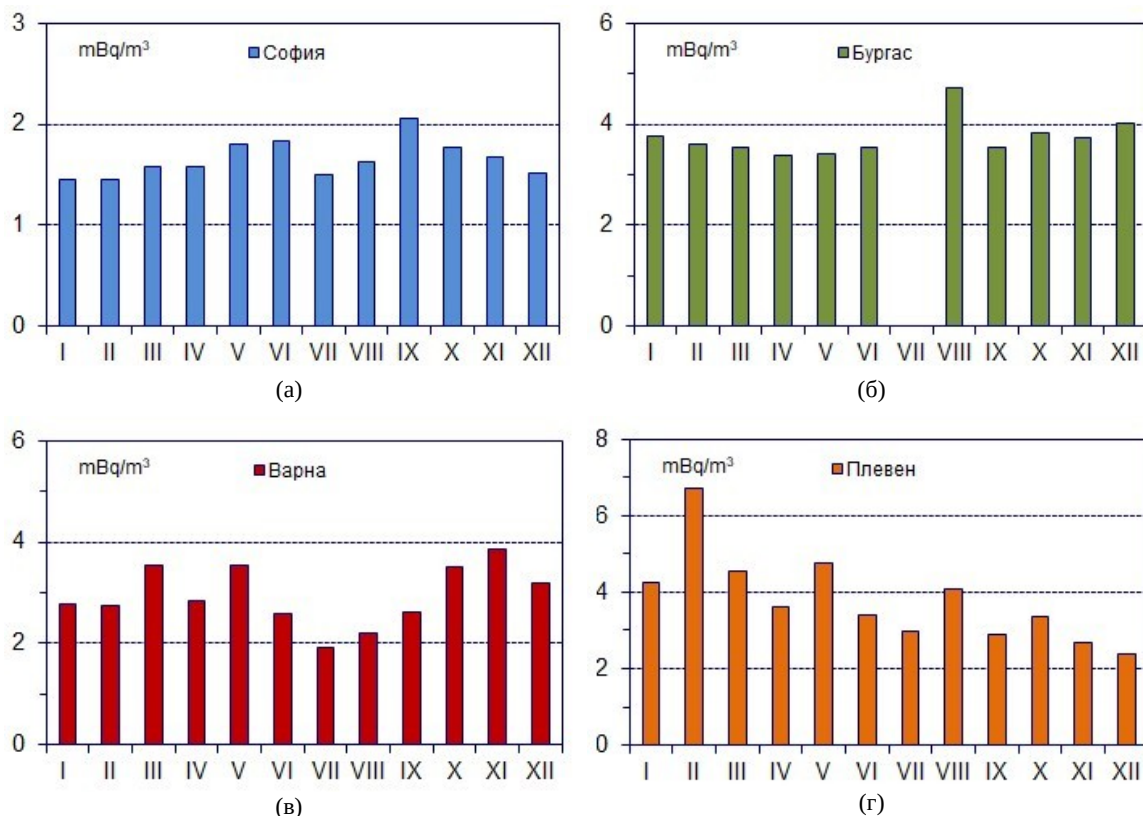 3
mBq/m³
София
2
1
0
I II III IV V VI VII VIII IX X XI XII
(а)
6
mBq/m³
Бургас
4
2
0
I II III IV V VI VII VIII IX X XI XII
(б)
6
mBq/m³
Варна
4
2
0
I II III IV V VI VII VIII IX X XI XII
(в)
8
mBq/m³
Плевен
6
4
2
0
I II III IV V VI VII VIII IX X XI XII
(г)